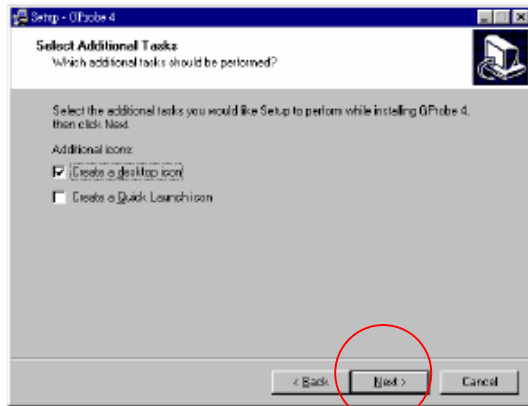 Setup - GProbe 4
Select Additional Tasks
Which additional tasks should be performed?
Select the additional tasks you would like Setup to perform while installing GProbe 4,
then click Next.
Additional icons:
Create a desktop icon
Create a Quick Launch icon
< Back
Next >
Cancel